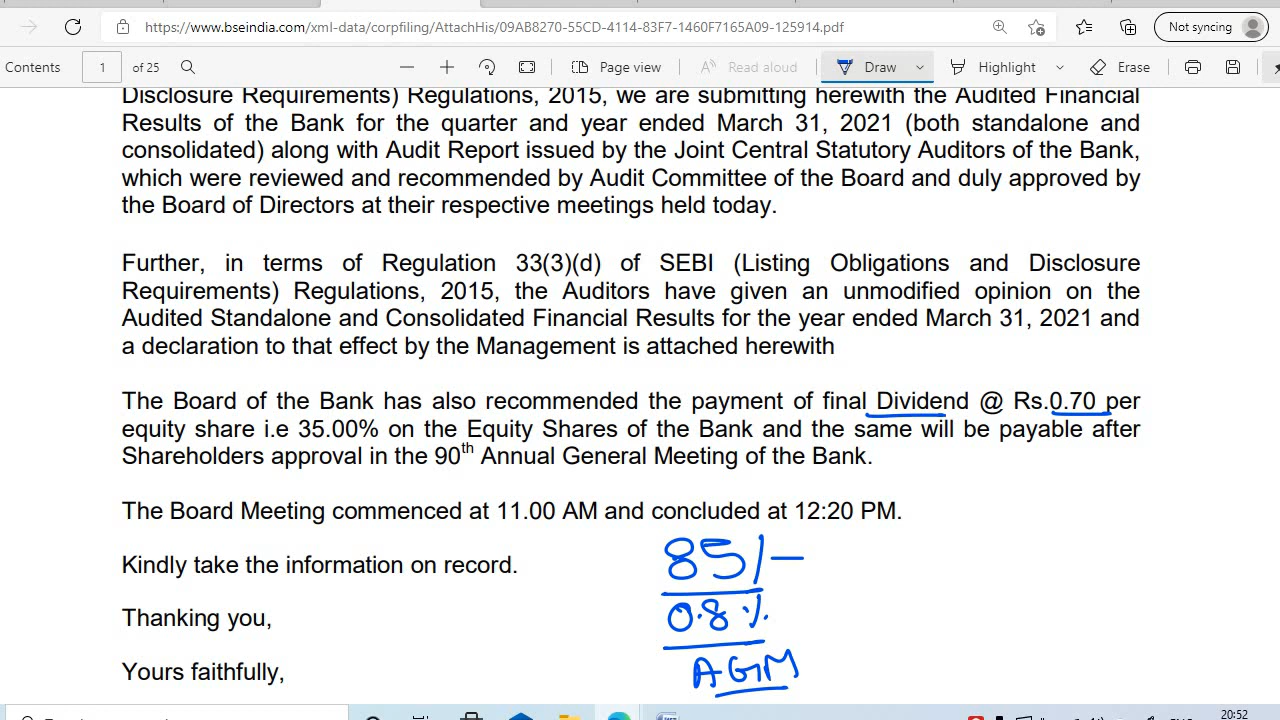 https://www.bseindia.com/xml-data/corpfiling/AttachHis/09AB8270-55CD-4114-83F7-1460F7165A09-125914.pdf
Not syncing
Contents 1 of 25 Page view Read aloud Draw Highlight Erase
Disclosure Requirements) Regulations, 2015, we are submitting herewith the Audited Financial
Results of the Bank for the quarter and year ended March 31, 2021 (both standalone and
consolidated) along with Audit Report issued by the Joint Central Statutory Auditors of the Bank,
which were reviewed and recommended by Audit Committee of the Board and duly approved by
the Board of Directors at their respective meetings held today.
Further, in terms of Regulation 33(3)(d) of SEBI (Listing Obligations and Disclosure
Requirements) Regulations, 2015, the Auditors have given an unmodified opinion on the
Audited Standalone and Consolidated Financial Results for the year ended March 31, 2021 and
a declaration to that effect by the Management is attached herewith
The Board of the Bank has also recommended the payment of final Dividend @ Rs.0.70 per
equity share i.e 35.00% on the Equity Shares of the Bank and the same will be payable after
Shareholders approval in the 90th Annual General Meeting of the Bank.
The Board Meeting commenced at 11.00 AM and concluded at 12:20 PM.
Kindly take the information on record.
Thanking you,
Yours faithfully,
85/-
0.8%
AGM
20:52